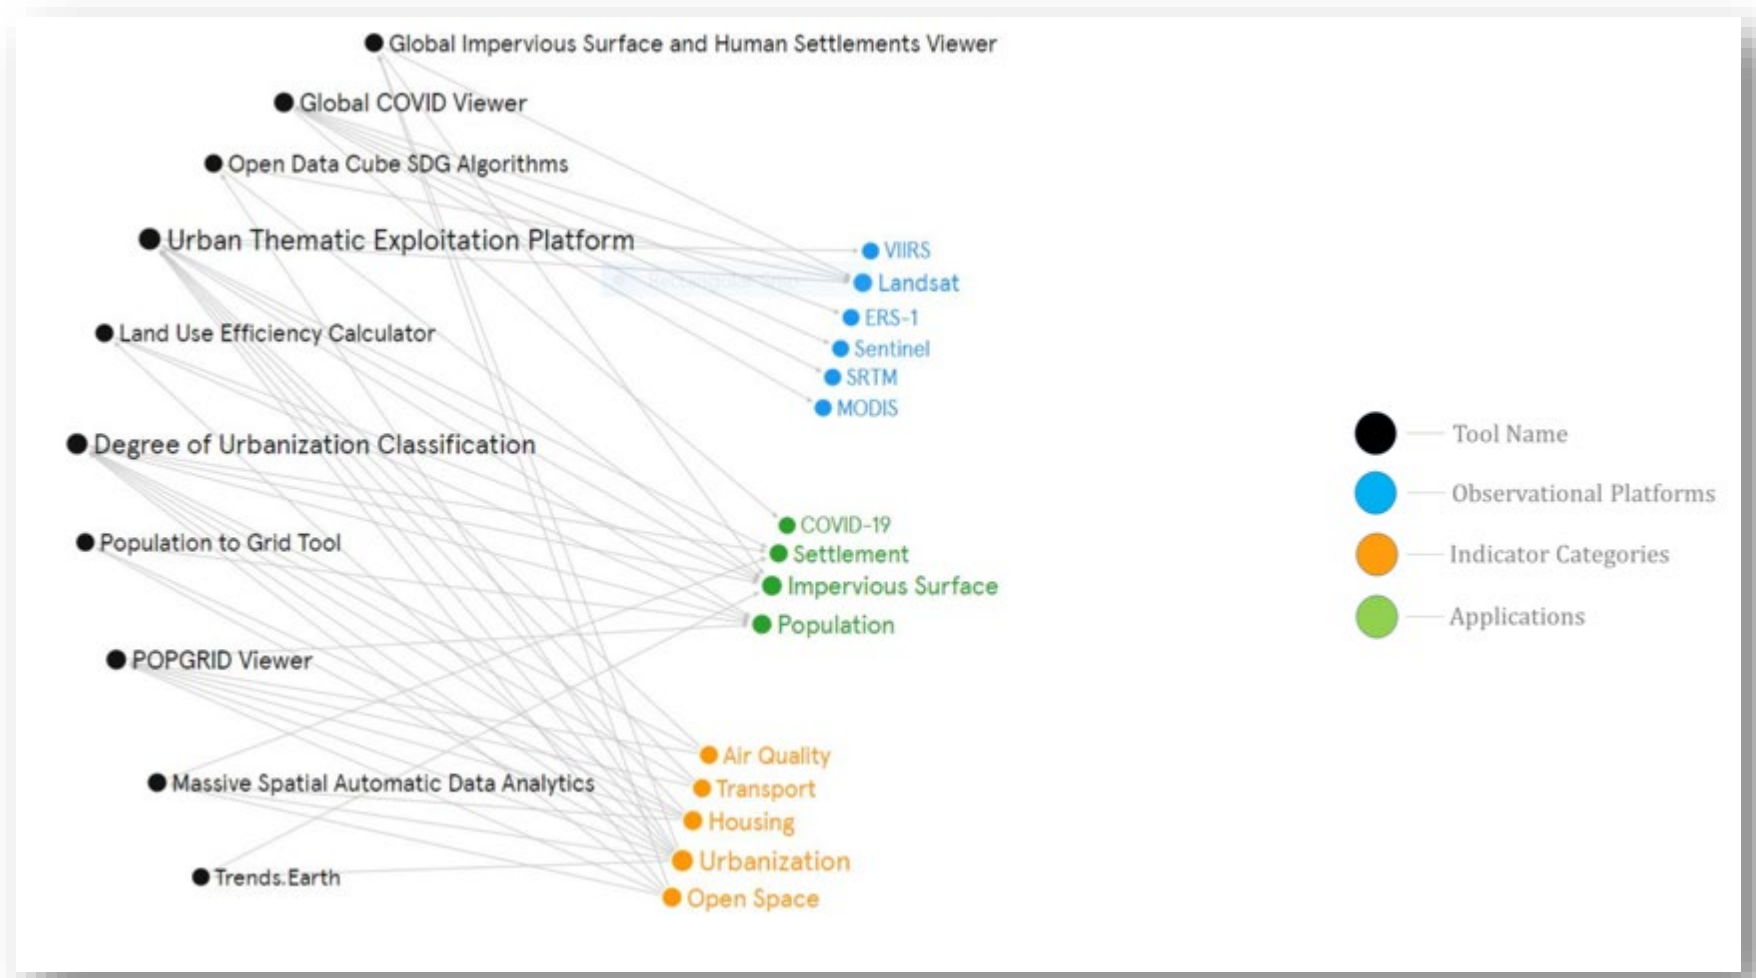 Global Impervious Surface and Human Settlements Viewer
Global COVID Viewer
Open Data Cube SDG Algorithms
Urban Thematic Exploitation Platform
Land Use Efficiency Calculator
Degree of Urbanization Classification
Population to Grid Tool
POPGRID Viewer
Massive Spatial Automatic Data Analytics
Trends.Earth
VIIRS
Landsat
ERS-1
Sentinel
SRTM
MODIS
COVID-19
Settlement
Impervious Surface
Population
Air Quality
Transport
Housing
Urbanization
Open Space
Tool Name
Observational Platforms
Indicator Categories
Applications